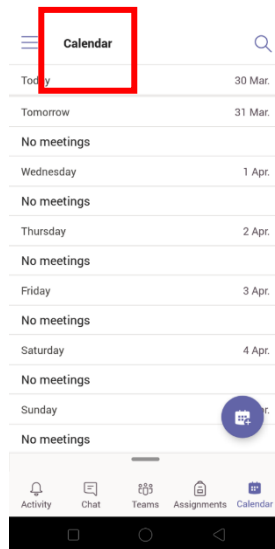 Calendar
Today 30 Mar.
Tomorrow 31 Mar.
No meetings
Wednesday 1 Apr.
No meetings
Thursday 2 Apr.
No meetings
Friday 3 Apr.
No meetings
Saturday 4 Apr.
No meetings
Sunday
No meetings
Activity Chat Teams Assignments Calendar